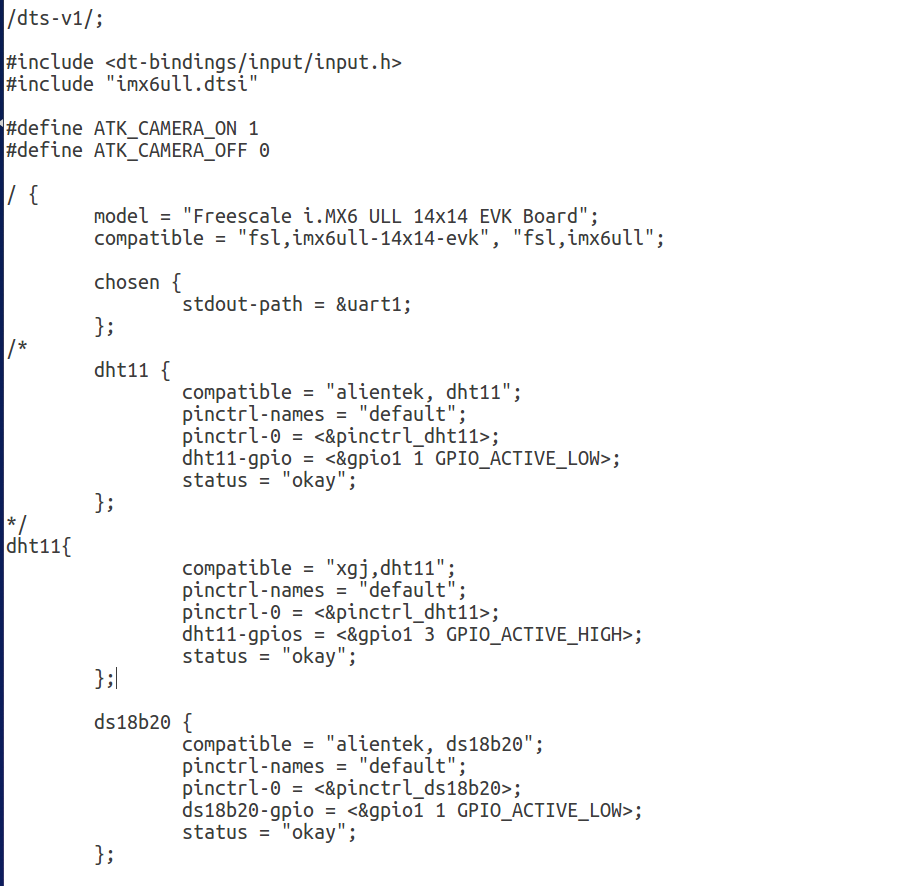 /dts-v1/;
#include <dt-bindings/input/input.h>
#include "imx6ull.dtsi"
#define ATK_CAMERA_ON 1
#define ATK_CAMERA_OFF 0
/ {
model = "Freescale i.MX6 ULL 14x14 EVK Board";
compatible = "fsl,imx6ull-14x14-evk", "fsl,imx6ull";
chosen {
stdout-path = &uart1;
};
/*
dht11 {
compatible = "alientek, dht11";
pinctrl-names = "default";
pinctrl-0 = <&pinctrl_dht11>;
dht11-gpio = <&gpio1 1 GPIO_ACTIVE_LOW>;
status = "okay";
};
*/
dht11{
compatible = "xgj,dht11";
pinctrl-names = "default";
pinctrl-0 = <&pinctrl_dht11>;
dht11-gpios = <&gpio1 3 GPIO_ACTIVE_HIGH>;
status = "okay";
};
ds18b20 {
compatible = "alientek, ds18b20";
pinctrl-names = "default";
pinctrl-0 = <&pinctrl_ds18b20>;
ds18b20-gpio = <&gpio1 1 GPIO_ACTIVE_LOW>;
status = "okay";
};